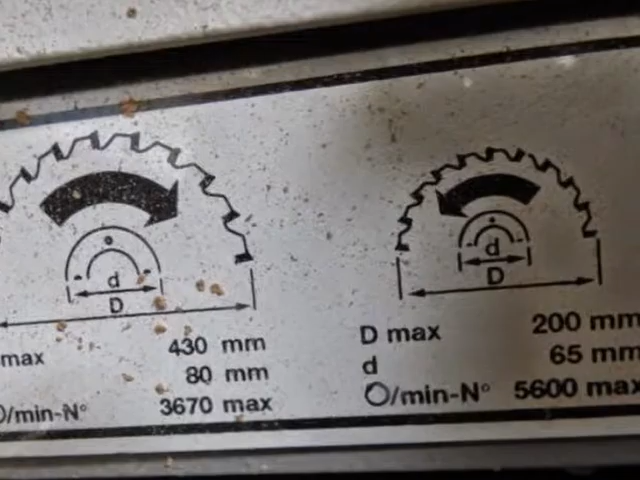 d
D
max 430 mm
80 mm
O/min-N° 3670 max
d
D
D max 200 mm
d 65 mm
O/min-N° 5600 max